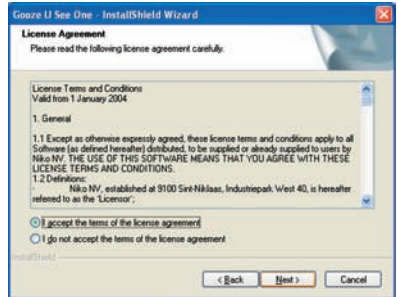 Gooze U See One - InstallShield Wizard
License Agreement
Please read the following license agreement carefully.
License Terms and Conditions
Valid from 1 January 2004
1. General
1.1 Except as otherwise expressly agreed, these license terms and conditions apply to all
Software (as defined hereafter) distributed, to be supplied or already supplied to users by
Niko NV. THE USE OF THIS SOFTWARE MEANS THAT YOU AGREE WITH THESE
LICENSE TERMS AND CONDITIONS.
1.2 Definitions:
· Niko NV, established at 9100 Sint-Niklaas, Industriepark West 40, is hereafter
referred to as the 'Licensor';
I accept the terms of the license agreement
I do not accept the terms of the license agreement
InstallShield
< Back Next > Cancel